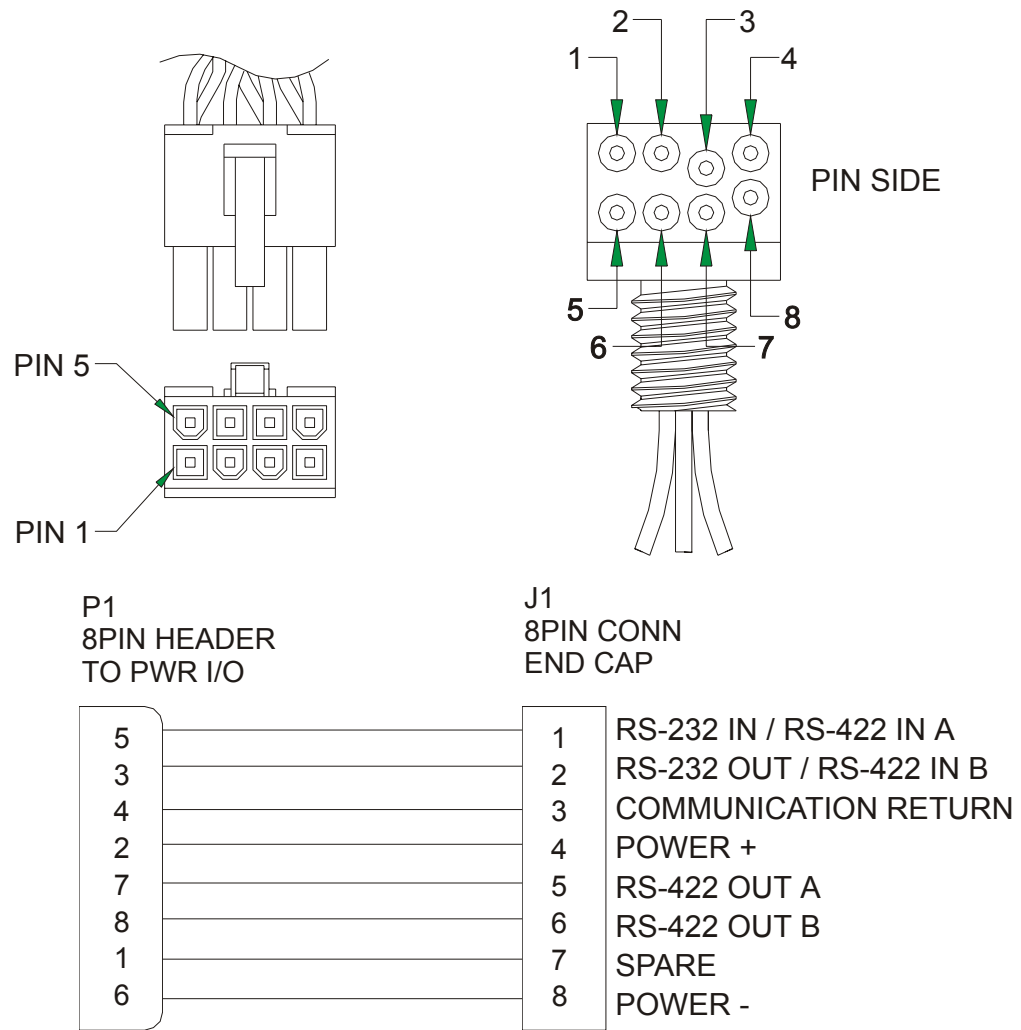 2
3
1
4
PIN SIDE
5
8
6
7
PIN 5
PIN 1
P1
8PIN HEADER
TO PWR I/O
J1
8PIN CONN
END CAP
5 1 RS-232 IN / RS-422 IN A
3 2 RS-232 OUT / RS-422 IN B
4 3 COMMUNICATION RETURN
2 4 POWER +
7 5 RS-422 OUT A
8 6 RS-422 OUT B
1 7 SPARE
6 8 POWER -